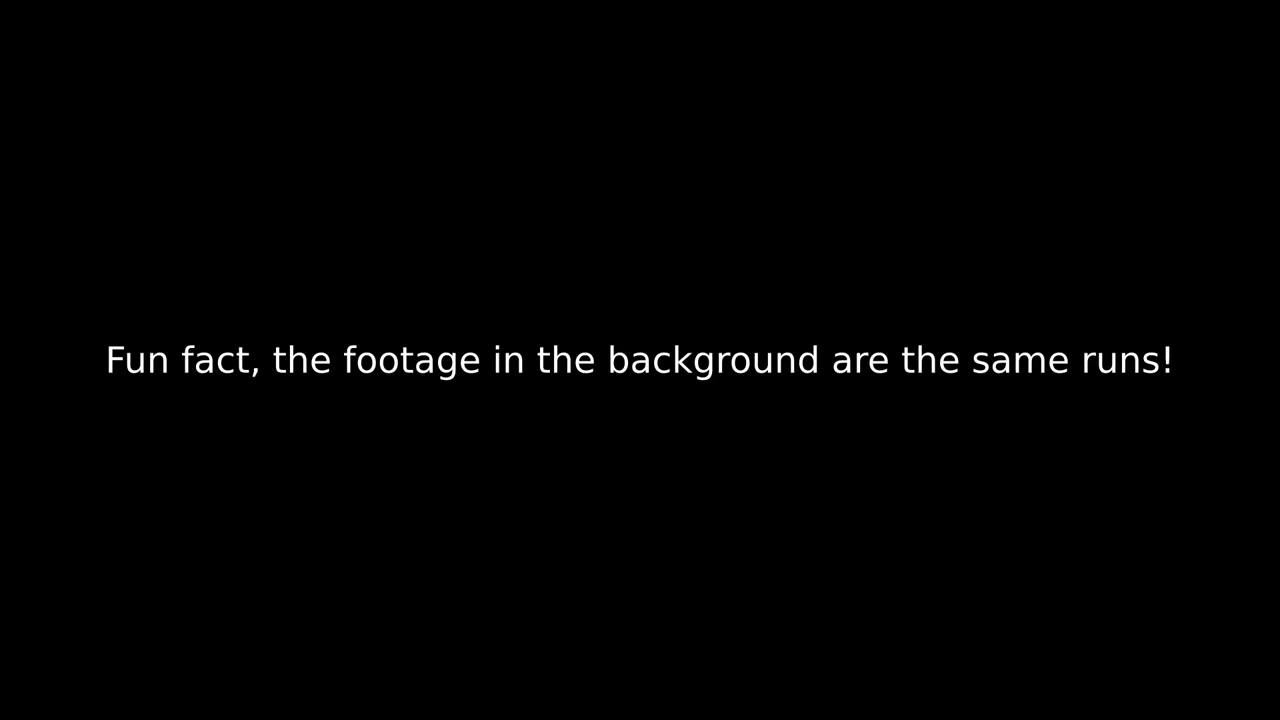 Fun fact, the footage in the background are the same runs!